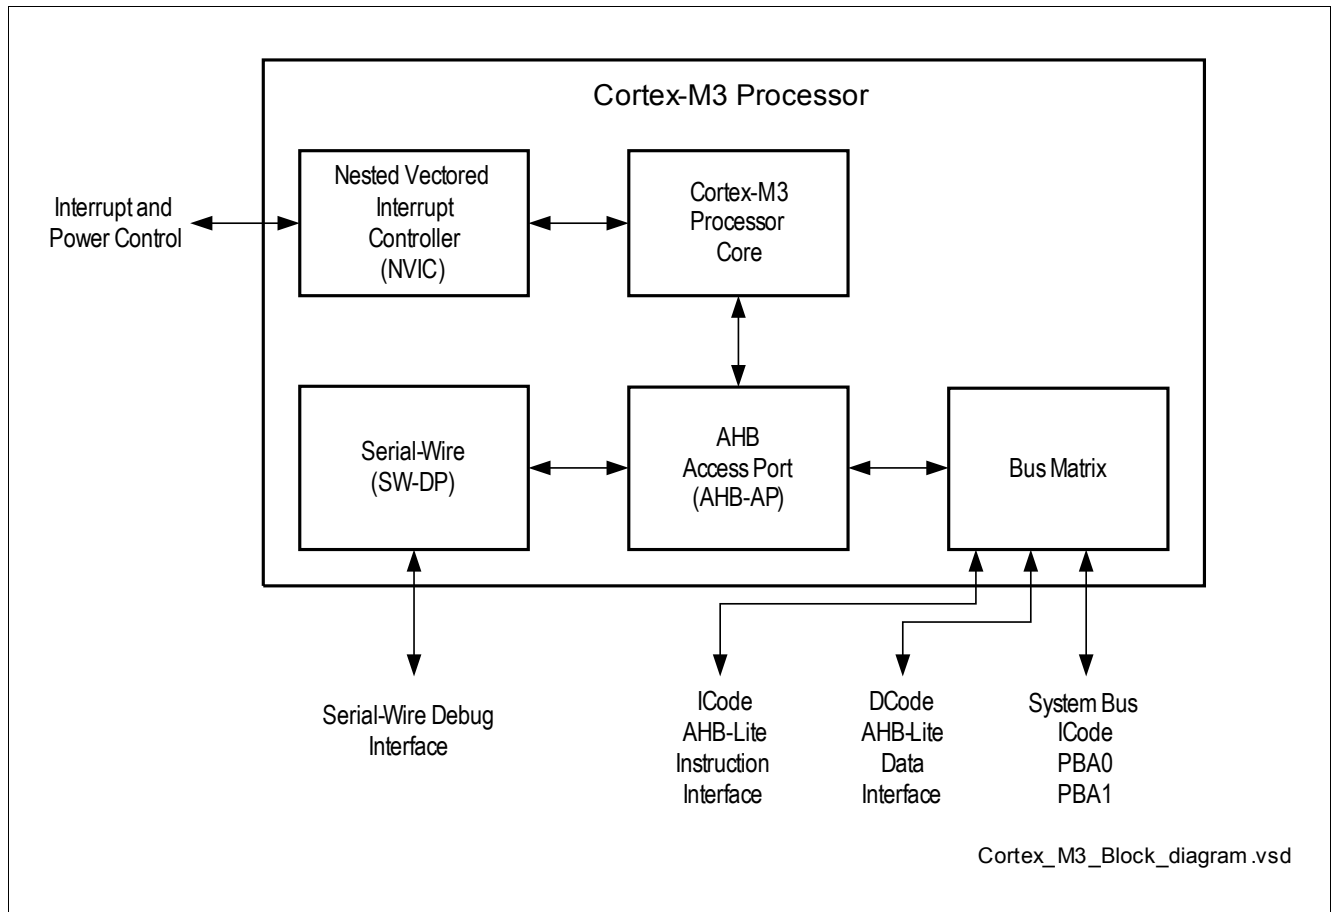 Cortex-M3 Processor
Nested Vectored
Interrupt
Controller
(NVIC)
Cortex-M3
Processor
Core
Interrupt and
Power Control
Serial-Wire
(SW-DP)
AHB
Access Port
(AHB-AP)
Bus Matrix
Serial-Wire Debug
Interface
ICode
AHB-Lite
Instruction
Interface
DCode
AHB-Lite
Data
Interface
System Bus
ICode
PBA0
PBA1
Cortex_M3_Block_diagram.vsd